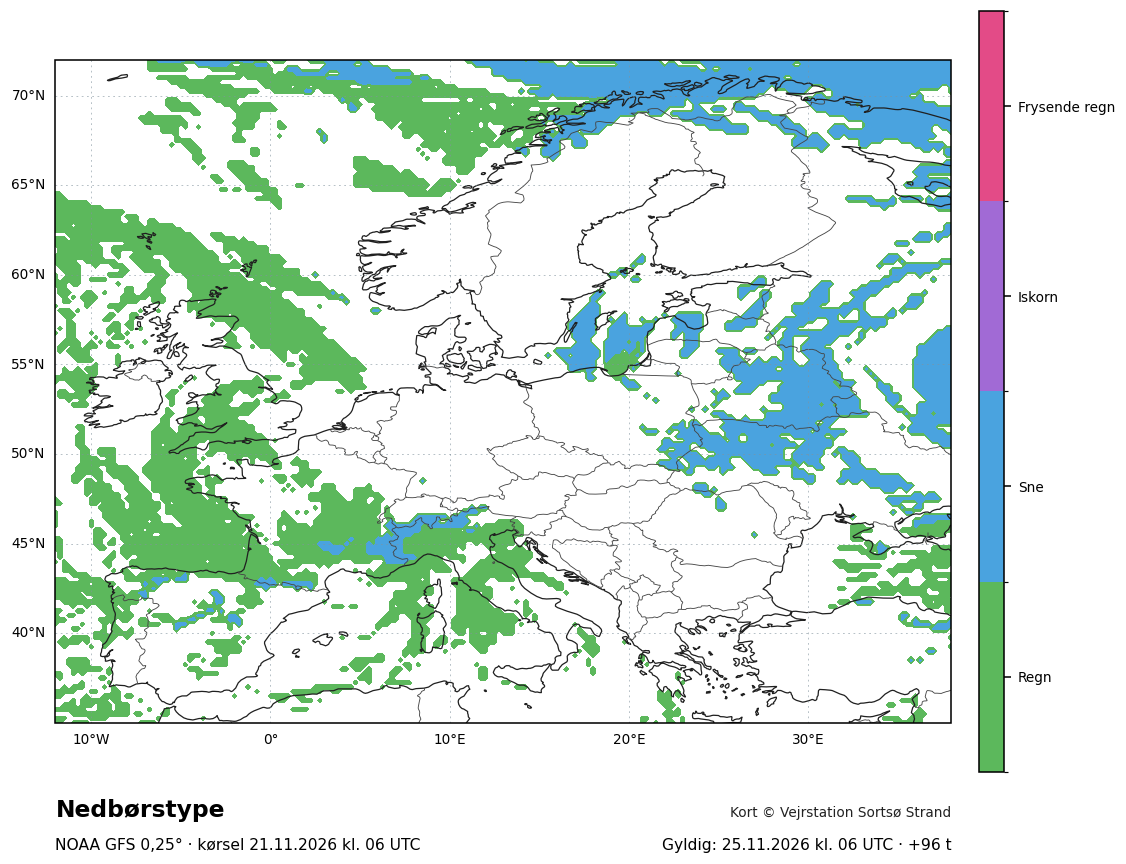 70°N
65°N
60°N
55°N
50°N
45°N
40°N
10°W
0°
10°E
20°E
30°E
Frysende regn
Iskorn
Sne
Regn
Nedbørstype
Kort © Vejrstation Sortsø Strand
NOAA GFS 0,25° · kørsel 21.11.2026 kl. 06 UTC
Gyldig: 25.11.2026 kl. 06 UTC · +96 t